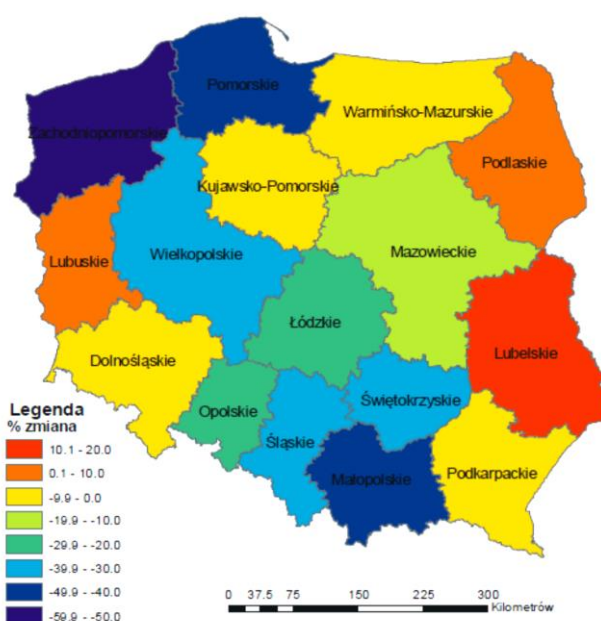 Pomorskie
Warmińsko-Mazurskie
Zachodniopomorskie
Podlaskie
Kujawsko-Pomorskie
Wielkopolskie
Mazowieckie
Lubuskie
Łódzkie
Lubelskie
Dolnośląskie
Opolskie
Świętokrzyskie
Śląskie
Podkarpackie
Małopolskie
Legenda
% zmiana
10.1 - 20.0
0.1 - 10.0
-9.9 - 0.0
-19.9 - -10.0
-29.9 - -20.0
-39.9 - -30.0
-49.9 - -40.0
-59.9 - -50.0
0 37.5 75 150 225 300
Kilometrów